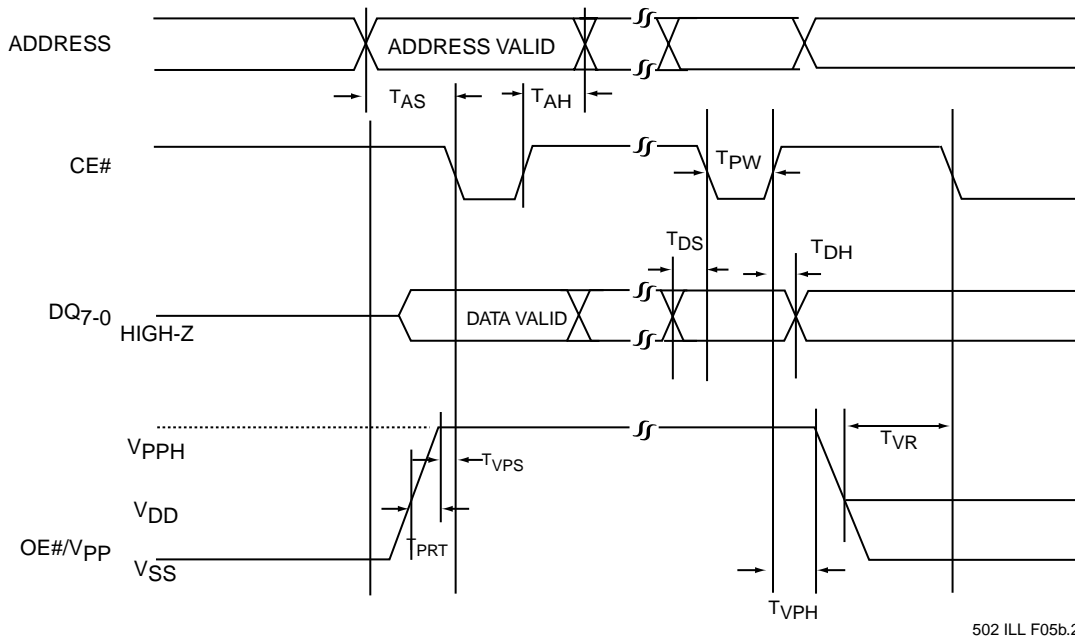 ADDRESS
ADDRESS VALID
TAS
TAH
CE#
TPW
TDS
TDH
DQ7-0
HIGH-Z
DATA VALID
VPPH
TVPS
TVR
VDD
TPRT
OE#/VPP
VSS
TVPH
502 ILL F05b.2